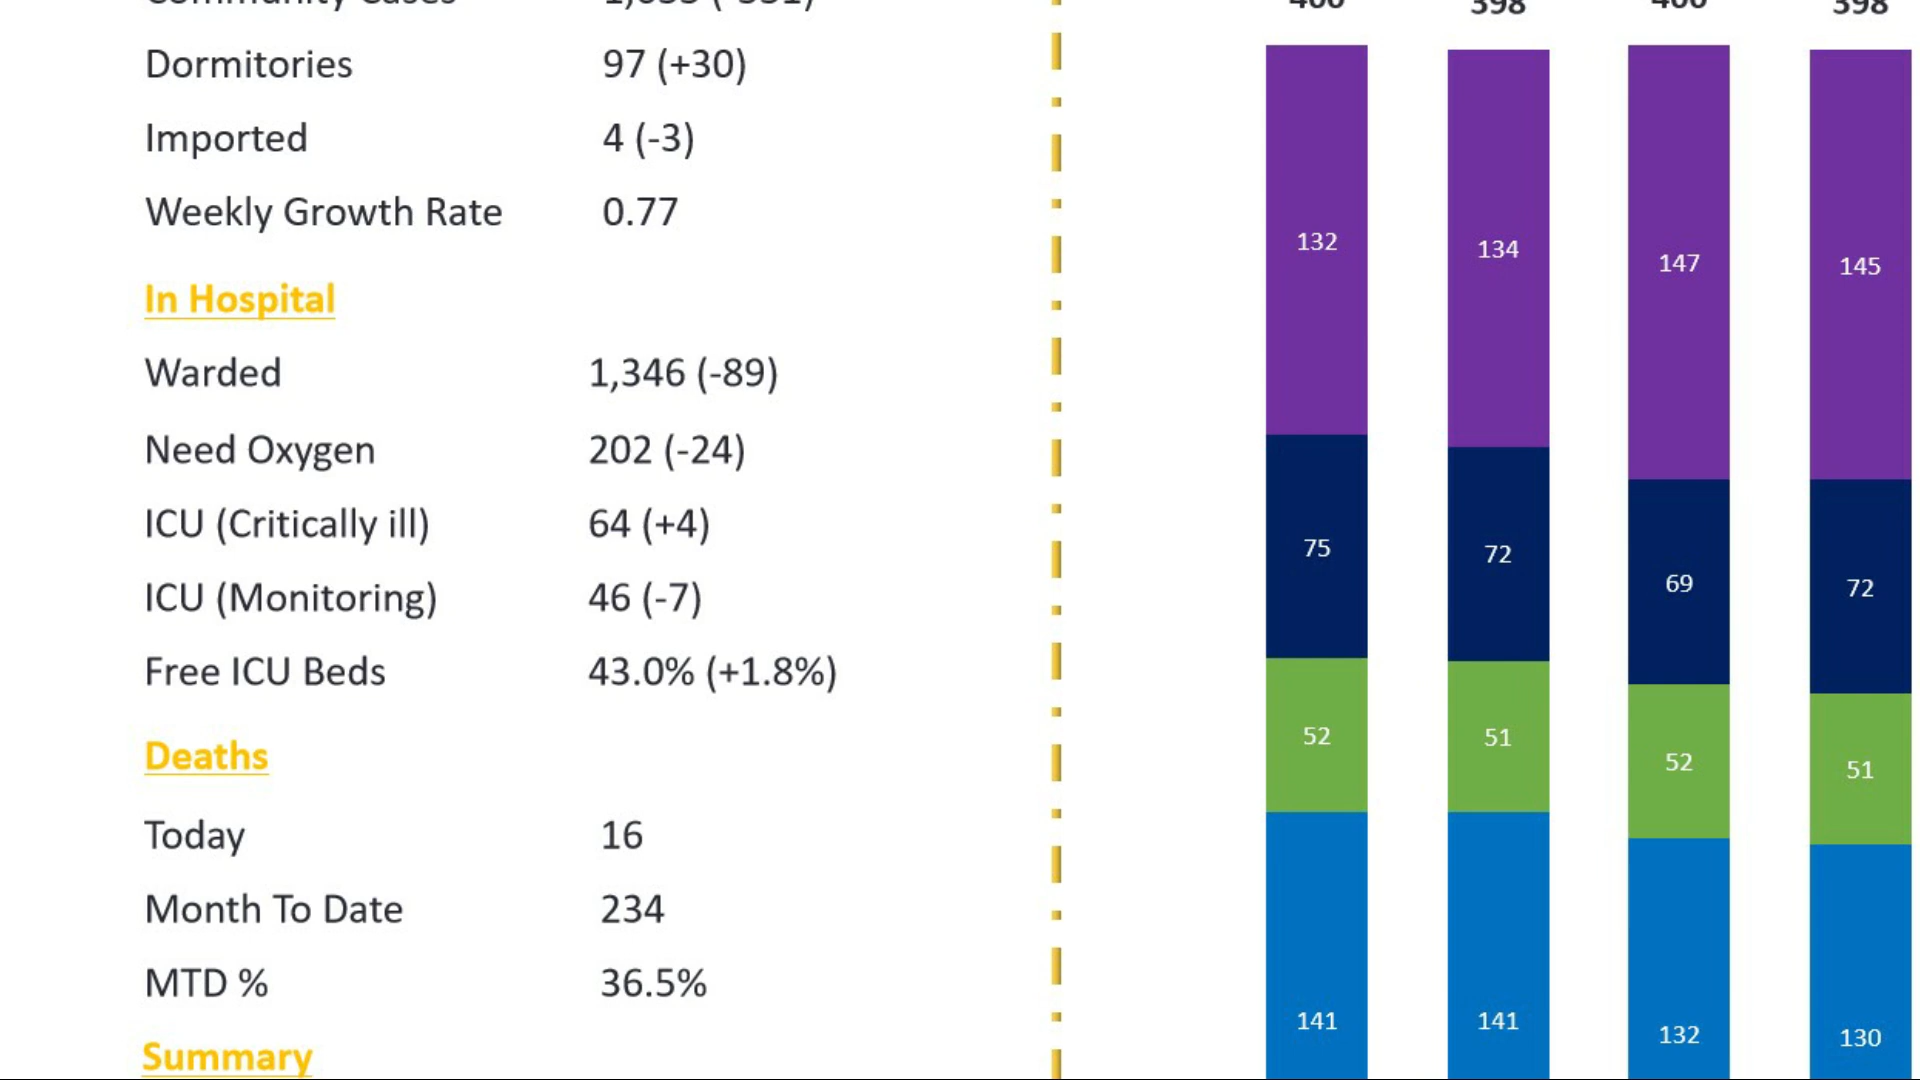 Dormitories 97 (+30)
Imported 4 (-3)
Weekly Growth Rate 0.77
In Hospital
Warded 1,346 (-89)
Need Oxygen 202 (-24)
ICU (Critically ill) 64 (+4)
ICU (Monitoring) 46 (-7)
Free ICU Beds 43.0% (+1.8%)
Deaths
Today 16
Month To Date 234
MTD % 36.5%
Summary
398 398
132 134 147 145
75 72 69 72
52 51 52 51
141 141 132 130